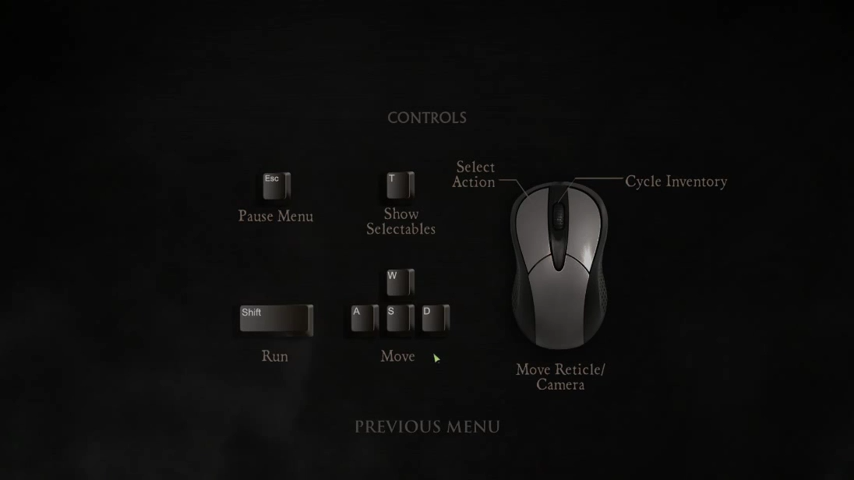 CONTROLS
Esc
Pause Menu
T
Show
Selectables
Select
Action
Cycle Inventory
Shift
Run
W
A S D
Move
Move Reticle/
Camera
PREVIOUS MENU